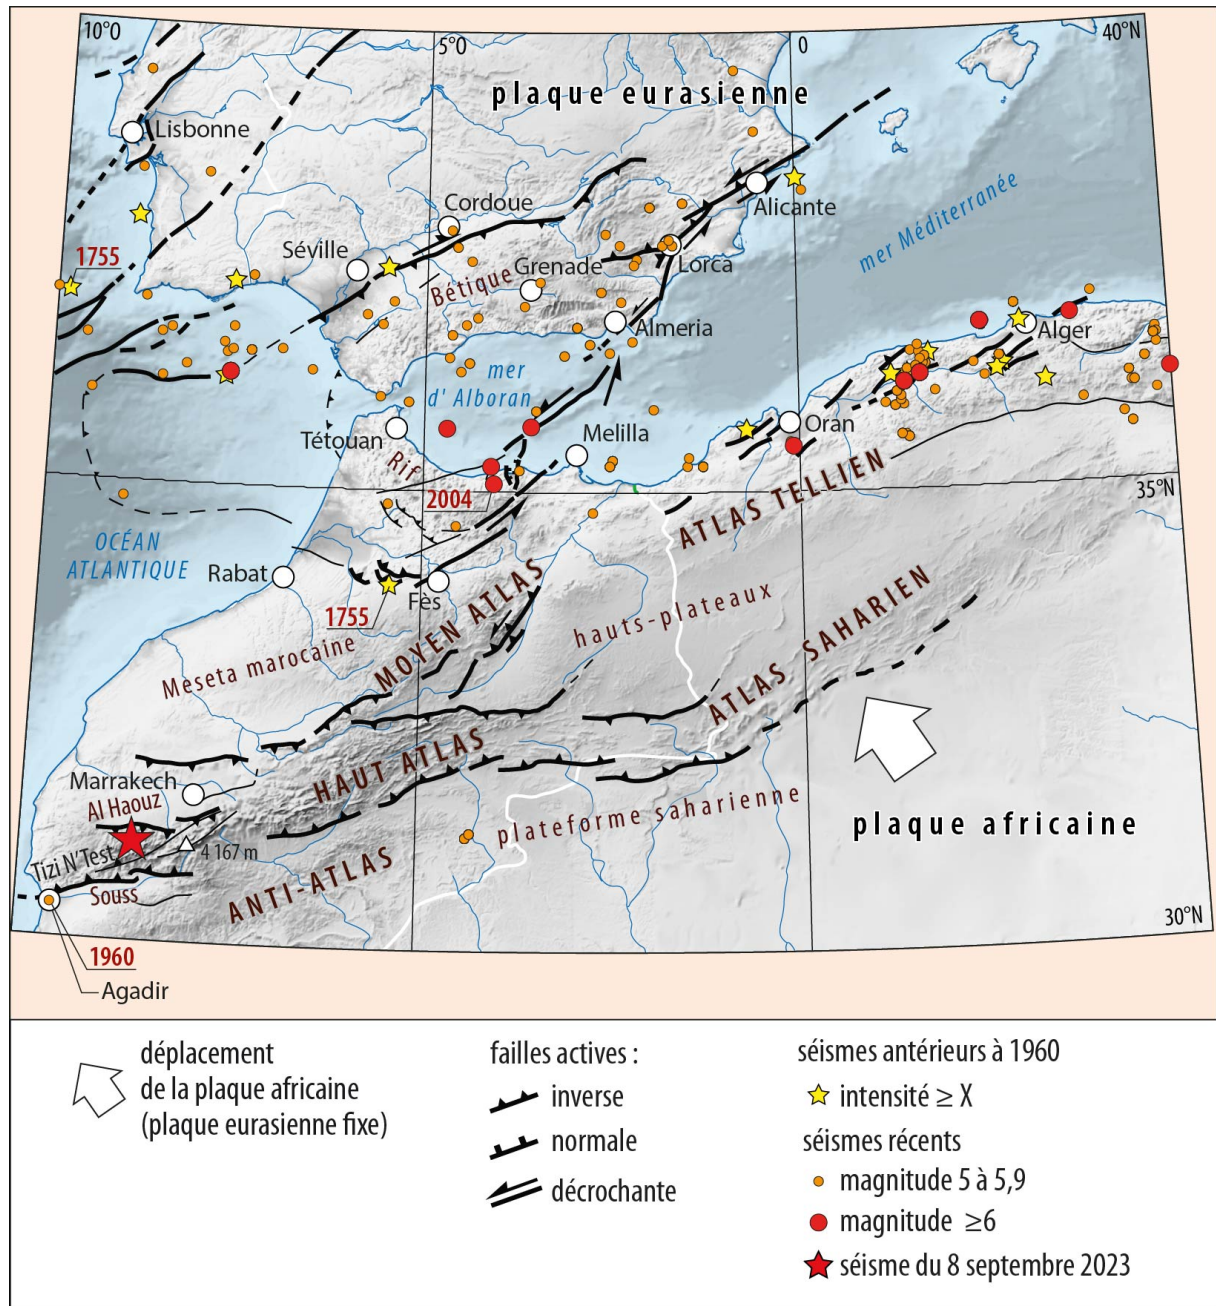 10°O
5°O
0
40°N
plaque eurasienne
Lisbonne
Cordoue
Alicante
mer Méditerranée
1755
Séville
Grenade
Lorca
Bétique
Almeria
Alger
mer
d' Alboran
Tétouan
Melilla
Oran
Rif
2004
35°N
ATLAS TELLIEN
OCÉAN
ATLANTIQUE
Rabat
Fès
1755
MOYEN ATLAS
hauts-plateaux
Meseta marocaine
ATLAS SAHARIEN
HAUT ATLAS
Marrakech
Al Haouz
plateforme saharienne
plaque africaine
Tizi N'Test
4 167 m
ANTI-ATLAS
Souss
30°N
1960
Agadir
déplacement
de la plaque africaine
(plaque eurasienne fixe)
failles actives :
inverse
normale
décrochante
séismes antérieurs à 1960
intensité ≥ X
séismes récents
magnitude 5 à 5,9
magnitude ≥6
séisme du 8 septembre 2023